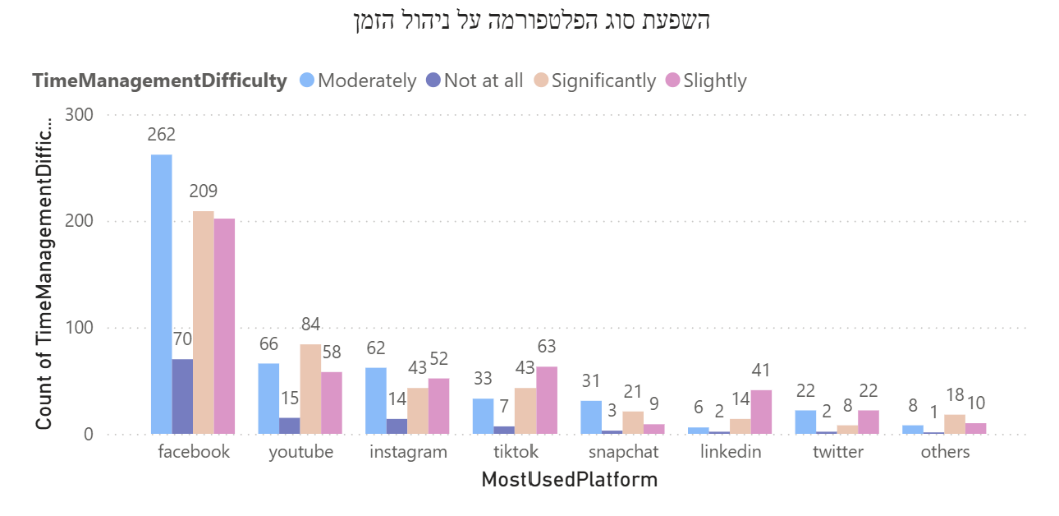 השפעת סוג הפלטפורמה על ניהול הזמן
TimeManagementDifficulty Moderately Not at all Significantly Slightly
Count of TimeManagementDiffic...
300
200
100
0
262 70 209
66 15 84 58
62 14 43 52
33 7 43 63
31 3 21 9
6 2 14 41
22 2 8 22
8 1 18 10
facebook youtube instagram tiktok snapchat linkedin twitter others
MostUsedPlatform